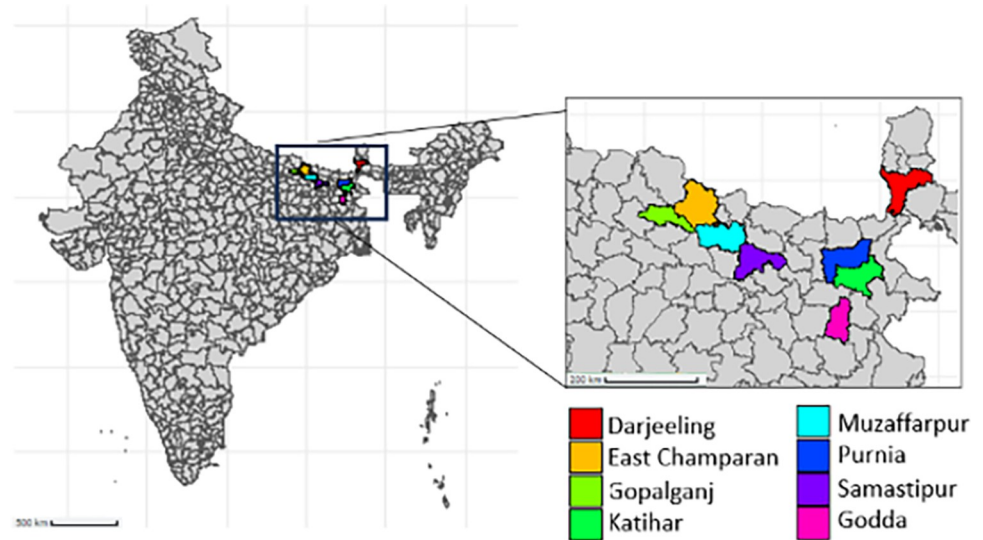 200 km
500 km
Darjeeling
East Champaran
Gopalganj
Katihar
Muzaffarpur
Purnia
Samastipur
Godda